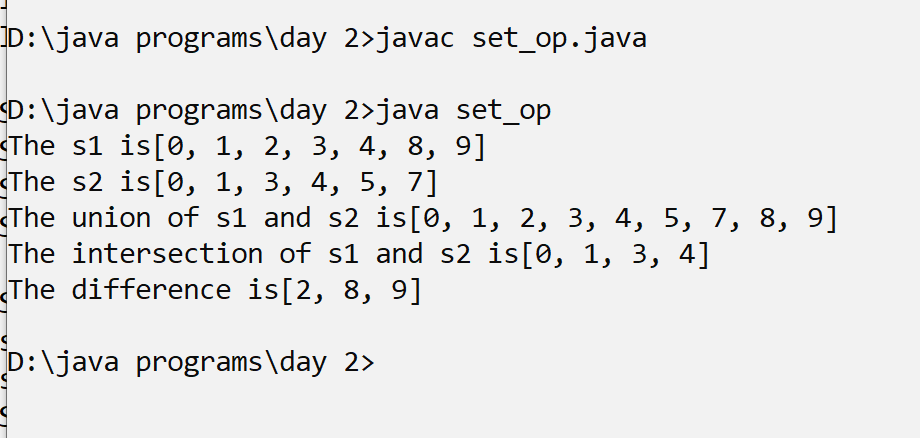 D:\java programs\day 2>javac set_op.java
D:\java programs\day 2>java set_op
The s1 is[0, 1, 2, 3, 4, 8, 9]
The s2 is[0, 1, 3, 4, 5, 7]
The union of s1 and s2 is[0, 1, 2, 3, 4, 5, 7, 8, 9]
The intersection of s1 and s2 is[0, 1, 3, 4]
The difference is[2, 8, 9]
D:\java programs\day 2>